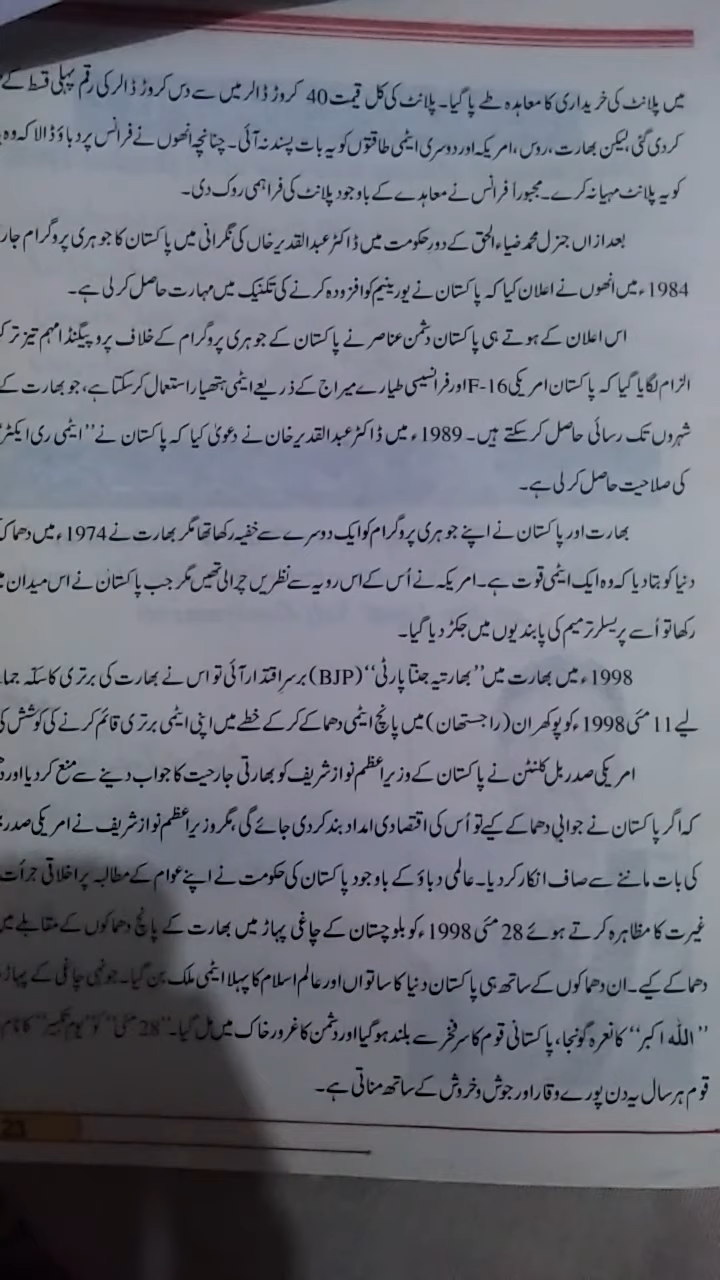 میں پلانٹ کی خریداری کا معاہدہ طے پا گیا۔ پلانٹ کی کل قیمت 40 کروڑ ڈالر میں سے دس کروڑ ڈالر کی رقم پہلی قسط کے
کر دی گئی، لیکن بھارت، روس، امریکہ اور دوسری ایٹمی طاقتوں کو یہ بات پسند نہ آئی۔ چنانچہ انھوں نے فرانس پر دباؤ ڈالا کہ وہ
کو یہ پلانٹ مہیا نہ کرے۔ مجبوراً فرانس نے معاہدے کے باوجود پلانٹ کی فراہمی روک دی۔
بعد ازاں جنرل محمد ضیاء الحق کے دورِ حکومت میں ڈاکٹر عبدالقدیر خاں کی نگرانی میں پاکستان کا جوہری پروگرام
1984ء میں انھوں نے اعلان کیا کہ پاکستان نے یورینیم کو افزودہ کرنے کی تکنیک میں مہارت حاصل کر لی ہے۔
اس اعلان کے ہوتے ہی پاکستان دشمن عناصر نے پاکستان کے جوہری پروگرام کے خلاف پروپیگنڈا مہم تیز تر
الزام لگایا گیا کہ پاکستان امریکی F-16 اور فرانسیسی طیارے میراج کے ذریعے ایٹمی ہتھیار استعمال کر سکتا ہے، جو بھارت کے
شہروں تک رسائی حاصل کر سکتے ہیں۔ 1989ء میں ڈاکٹر عبدالقدیر خان نے دعویٰ کیا کہ پاکستان نے ’’ایٹمی ری ایکٹر
کی صلاحیت حاصل کر لی ہے۔
بھارت اور پاکستان نے اپنے جوہری پروگرام کو ایک دوسرے سے خفیہ رکھا تھا مگر بھارت نے 1974ء میں
دنیا کو بتا دیا کہ وہ ایک ایٹمی قوت ہے۔ امریکہ نے اُس کے اس رویہ سے نظریں چرا لی تھیں مگر جب پاکستان نے اس میدان
رکھا تو اُسے پریسلر ترمیم کی پابندیوں میں جکڑ دیا گیا۔
1998ء میں بھارت میں ’’بھارتیہ جنتا پارٹی‘‘ (BJP) برسرِ اقتدار آئی تو اس نے بھارت کی برتری کا سکّہ
لیے 11 مئی 1998ء کو پوکھران (راجستھان) میں پانچ ایٹمی دھماکے کر کے خطے میں اپنی ایٹمی برتری قائم کرنے کی کوشش
امریکی صدر بل کلنٹن نے پاکستان کے وزیرِاعظم نواز شریف کو بھارتی جارحیت کا جواب دینے سے منع کر دیا اور
کہ اگر پاکستان نے جوابی دھماکے کیے تو اُس کی اقتصادی امداد بند کر دی جائے گی، مگر وزیرِاعظم نواز شریف نے امریکی صدر
کی بات ماننے سے صاف انکار کر دیا۔ عالمی دباؤ کے باوجود پاکستان کی حکومت نے اپنے عوام کے مطالبہ پر اخلاقی جرأت
غیرت کا مظاہرہ کرتے ہوئے 28 مئی 1998ء کو بلوچستان کے چاغی پہاڑ میں بھارت کے پانچ دھماکوں کے مقابلے میں
دھماکے کیے۔ ان دھماکوں کے ساتھ ہی پاکستان دنیا کا ساتواں اور عالم اسلام کا پہلا ایٹمی ملک بن گیا۔ جونہی چاغی کے پہاڑ
’’اللہ اکبر‘‘ کا نعرہ گونجا، پاکستانی قوم کا سر فخر سے بلند ہو گیا اور دشمن کا غرور خاک میں مل گیا۔ ’’28 مئی‘‘ کو ’’یومِ تکبیر‘‘ کا نام
قوم ہر سال یہ دن پورے وقار اور جوش و خروش کے ساتھ مناتی ہے۔
23